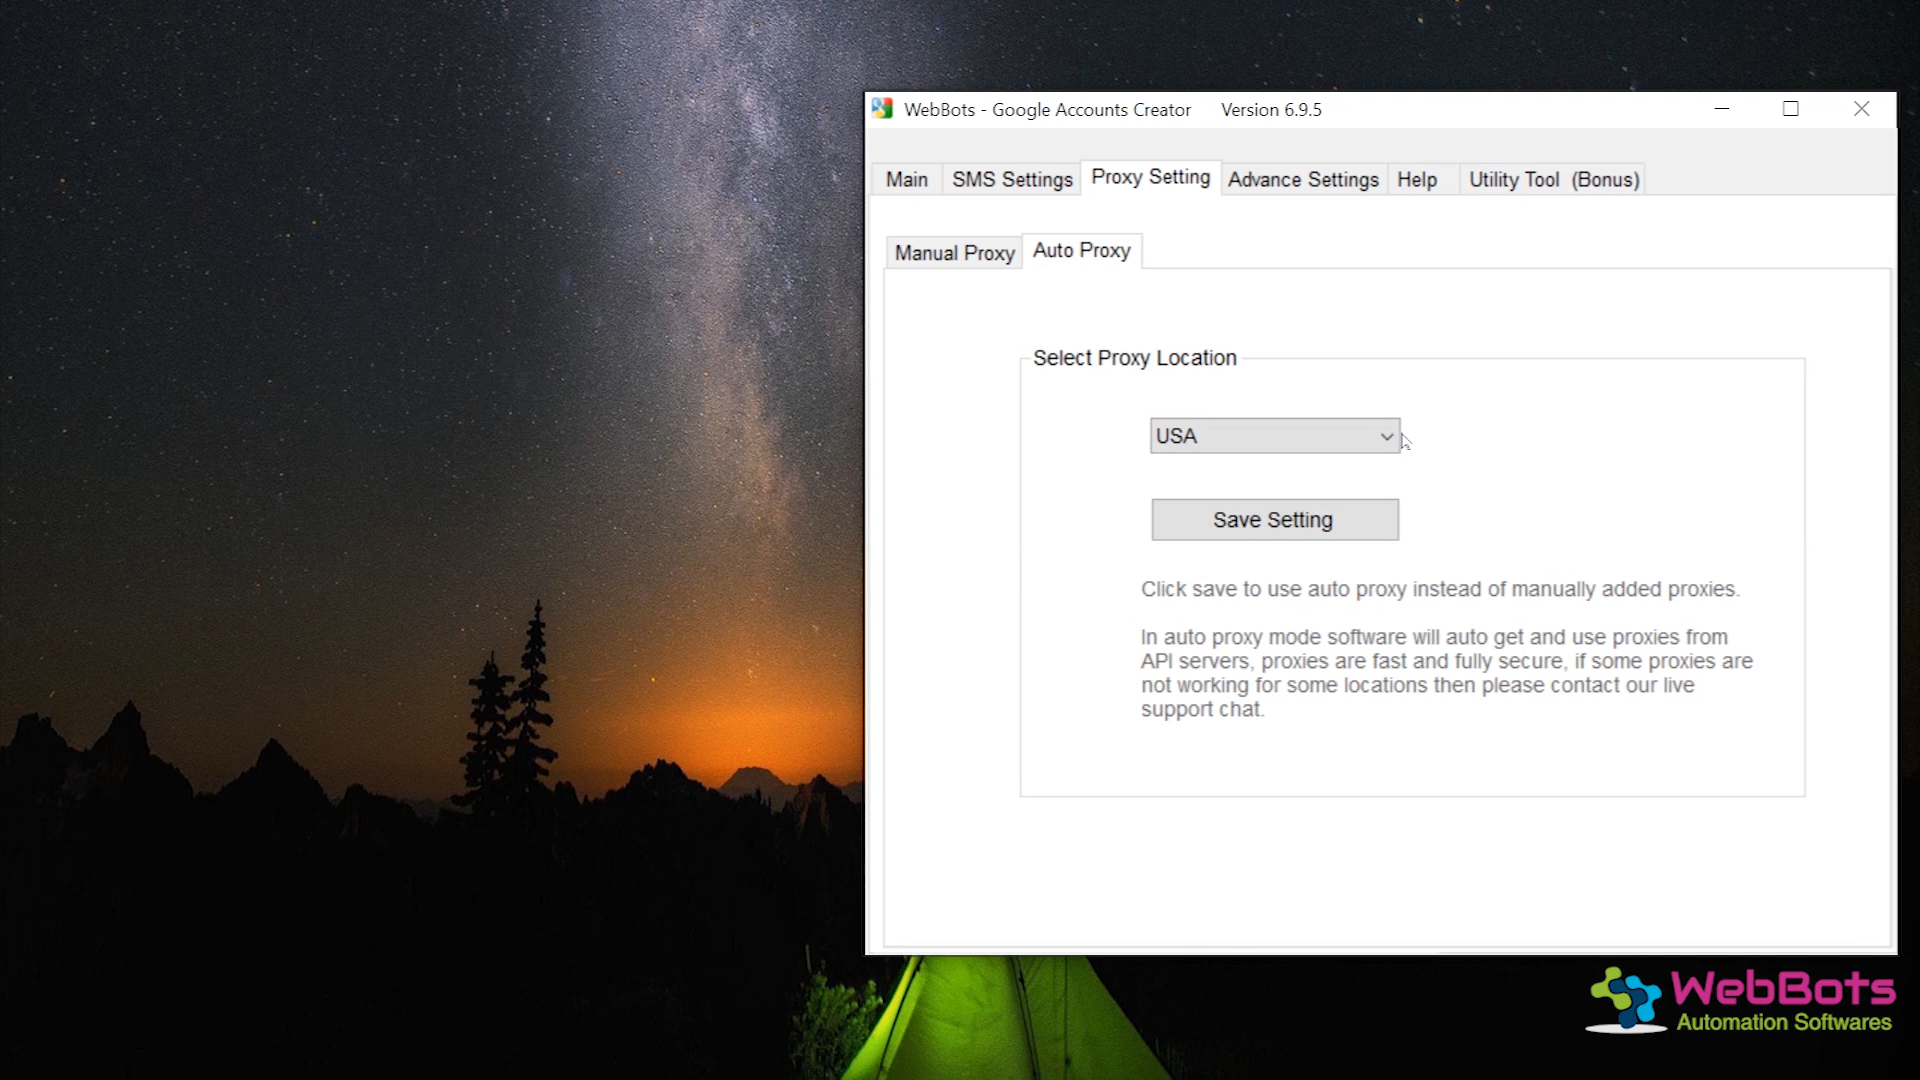 WebBots - Google Accounts Creator Version 6.9.5
Main SMS Settings Proxy Setting Advance Settings Help Utility Tool (Bonus)
Manual Proxy Auto Proxy
Select Proxy Location
USA
Save Setting
Click save to use auto proxy instead of manually added proxies.
In auto proxy mode software will auto get and use proxies from
API servers, proxies are fast and fully secure, if some proxies are
not working for some locations then please contact our live
support chat.
WebBots
Automation Softwares